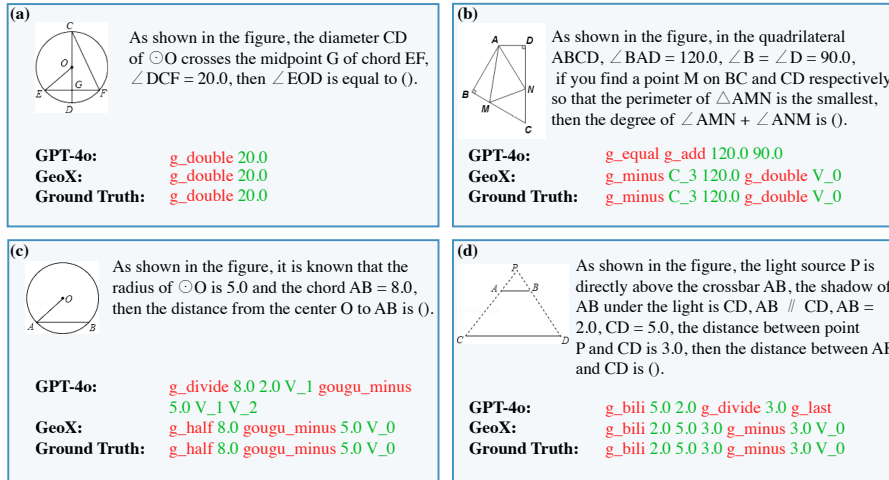 (a)
C
O
G
E
F
D
As shown in the figure, the diameter CD
of ⊙O crosses the midpoint G of chord EF,
∠DCF = 20.0, then ∠EOD is equal to ().
GPT-4o: g_double 20.0
GeoX: g_double 20.0
Ground Truth: g_double 20.0
(b)
A
D
B
M
N
C
As shown in the figure, in the quadrilateral
ABCD, ∠BAD = 120.0, ∠B = ∠D = 90.0,
if you find a point M on BC and CD respectively
so that the perimeter of △AMN is the smallest,
then the degree of ∠AMN + ∠ANM is ().
GPT-4o: g_equal g_add 120.0 90.0
GeoX: g_minus C_3 120.0 g_double V_0
Ground Truth: g_minus C_3 120.0 g_double V_0
(c)
O
A
B
As shown in the figure, it is known that the
radius of ⊙O is 5.0 and the chord AB = 8.0,
then the distance from the center O to AB is ().
GPT-4o: g_divide 8.0 2.0 V_1 gougu_minus
5.0 V_1 V_2
GeoX: g_half 8.0 gougu_minus 5.0 V_0
Ground Truth: g_half 8.0 gougu_minus 5.0 V_0
(d)
P
A
B
C
D
As shown in the figure, the light source P is
directly above the crossbar AB, the shadow of
AB under the light is CD, AB ∥ CD, AB =
2.0, CD = 5.0, the distance between point
P and CD is 3.0, then the distance between AB
and CD is ().
GPT-4o: g_bili 5.0 2.0 g_divide 3.0 g_last
GeoX: g_bili 2.0 5.0 3.0 g_minus 3.0 V_0
Ground Truth: g_bili 2.0 5.0 3.0 g_minus 3.0 V_0